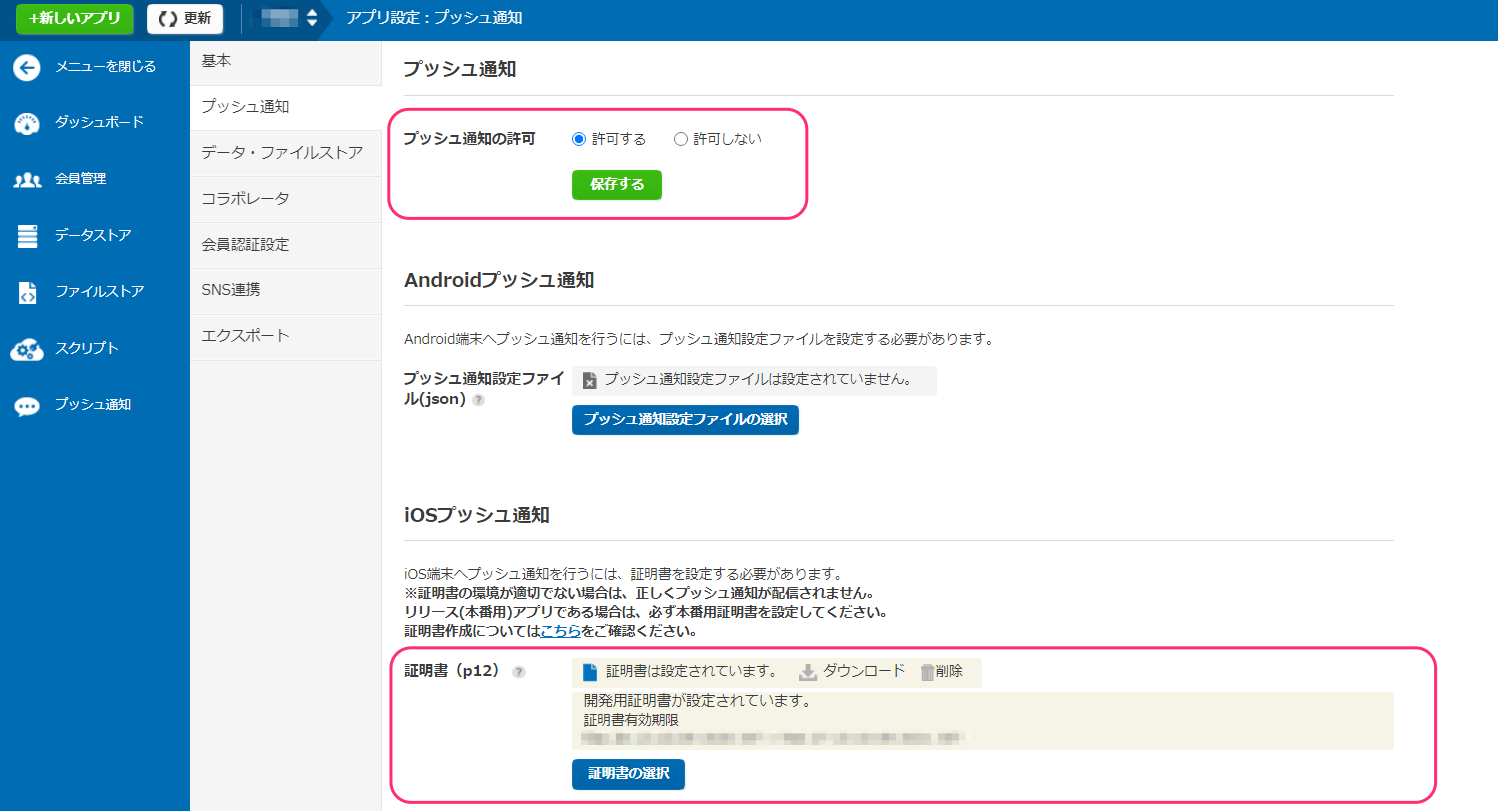 +新しいアプリ
更新
アプリ設定：プッシュ通知
メニューを閉じる
ダッシュボード
会員管理
データストア
ファイルストア
スクリプト
プッシュ通知
基本
プッシュ通知
データ・ファイルストア
コラボレータ
会員認証設定
SNS連携
エクスポート
プッシュ通知
プッシュ通知の許可
許可する
許可しない
保存する
Androidプッシュ通知
Android端末へプッシュ通知を行うには、プッシュ通知設定ファイルを設定する必要があります。
プッシュ通知設定ファイ
ル(json) ?
プッシュ通知設定ファイルは設定されていません。
プッシュ通知設定ファイルの選択
iOSプッシュ通知
iOS端末へプッシュ通知を行うには、証明書を設定する必要があります。
※証明書の環境が適切でない場合は、正しくプッシュ通知が配信されません。
リリース(本番用)アプリである場合は、必ず本番用証明書を設定してください。
証明書作成についてはこちらをご確認ください。
証明書（p12） ?
証明書は設定されています。 ダウンロード 削除
開発用証明書が設定されています。
証明書有効期限
証明書の選択